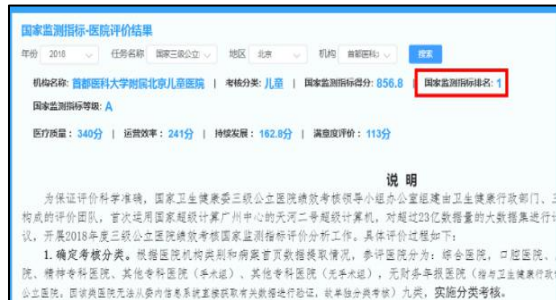 国家监测指标-医院评价结果
年份 2018 任务名称 国家三级公立 地区 北京 机构 首都医科 搜索
机构名称: 首都医科大学附属北京儿童医院 | 考核分类: 儿童 | 国家监测指标得分: 856.8 | 国家监测指标排名: 1
国家监测指标等级: A
医疗质量: 340分 | 运营效率: 241分 | 持续发展: 162.8分 | 满意度评价: 113分
说 明
为保证评价科学准确，国家卫生健康委三级公立医院绩效考核领导小组办公室组建由卫生健康行政部门、
构成的评价团队，首次运用国家超级计算广州中心的天河二号超级计算机，对超过23亿数据量的大数据集进行
议，开展2018年度三级公立医院绩效考核国家监测指标评价分析工作。具体评价过程如下：
1.确定考核分类。根据医院机构类别和病案首页数据提取情况，参评医院分为：综合医院，口腔医院、
院、精神专科医院、其他专科医院（手术组）、其他专科医院（无手术组），无财务年报医院（指与卫生健康行政
公立医院，因该类医院无法从委内信息系统直接获取有关数据进行验证，故单独分类考核）九类，实施分类考核。